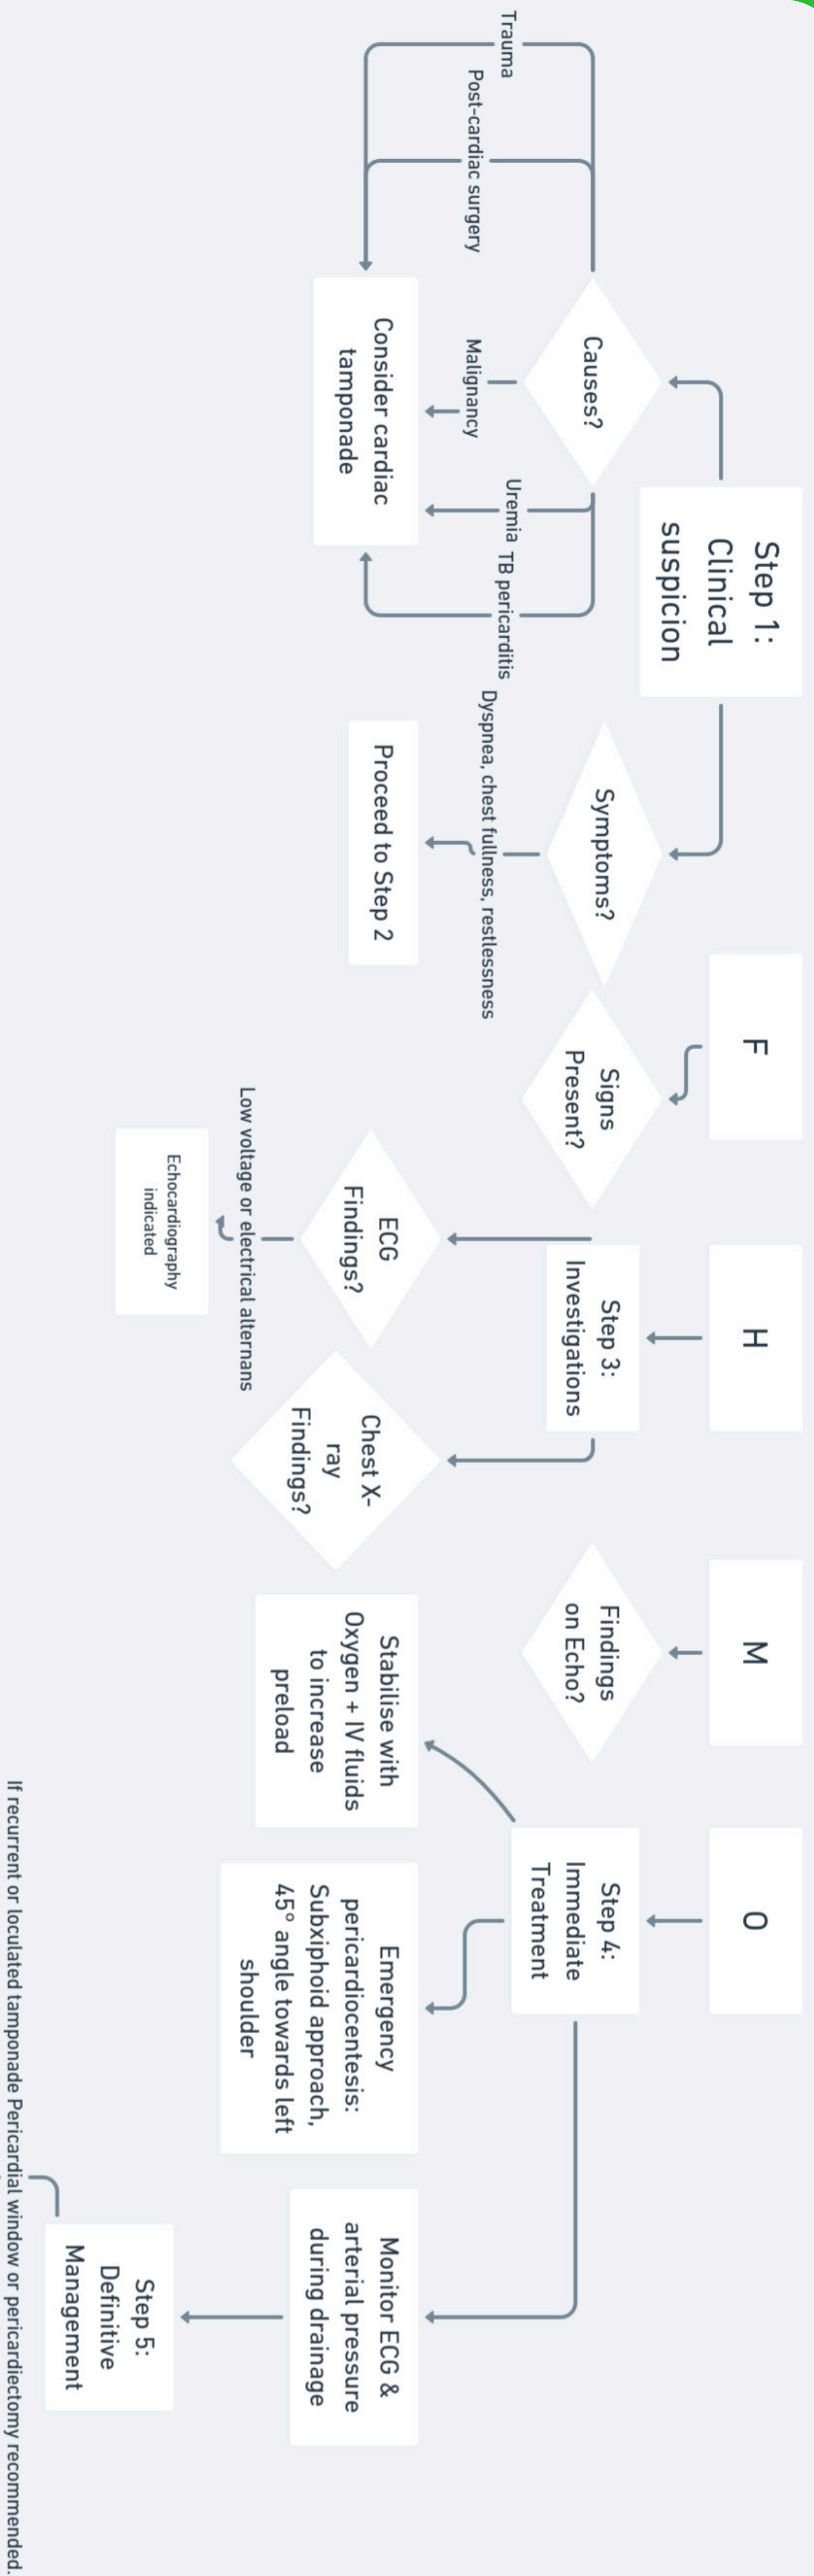 Step 1:
Clinical
suspicion
F
H
M
O
Causes?
Symptoms?
Signs
Present?
Step 3:
Investigations
Findings
on Echo?
Step 4:
Immediate
Treatment
Trauma
Post-cardiac surgery
Malignancy
Uremia
TB pericarditis
Dyspnea, chest fullness, restlessness
Consider cardiac
tamponade
Proceed to Step 2
ECG
Findings?
Chest X-
ray
Findings?
Stabilise with
Oxygen + IV fluids
to increase
preload
Emergency
pericardiocentesis:
Subxiphoid approach,
45° angle towards left
shoulder
Monitor ECG &
arterial pressure
during drainage
Low voltage or electrical alternans
Echocardiography
indicated
Step 5:
Definitive
Management
If recurrent or loculated tamponade Pericardial window or pericardiectomy recommended.